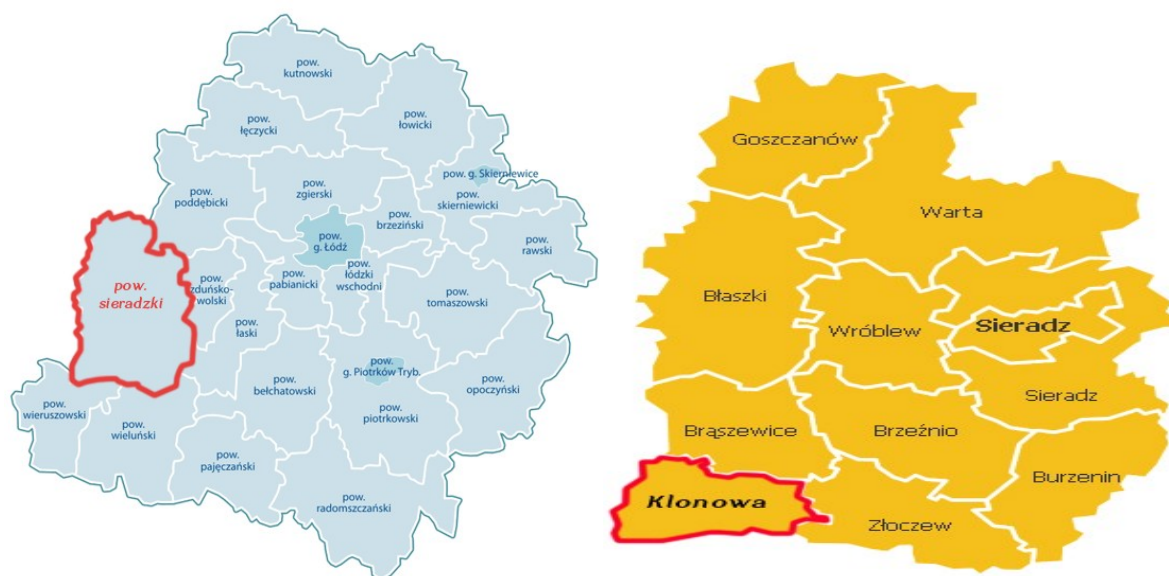 pow.
kutnowski
pow.
łęczycki
pow.
łowicki
pow. g. Skierniewice
pow.
skierniewicki
pow.
zgierski
pow.
poddębicki
pow.
brzeziński
pow.
rawski
pow.
g. Łódź
pow.
łódzki
wschodni
pow.
pabianicki
pow.
zduńsko-
wolski
pow.
sieradzki
pow.
tomaszowski
pow.
łaski
pow.
g. Piotrków Tryb.
pow.
opoczyński
pow.
bełchatowski
pow.
piotrkowski
pow.
wieruszowski
pow.
wieluński
pow.
pajęczański
pow.
radomszczański
Goszczanów
Warta
Błaszki
Wróblew
Sieradz
Sieradz
Brąszewice
Brzeźnio
Burzenin
Klonowa
Złoczew